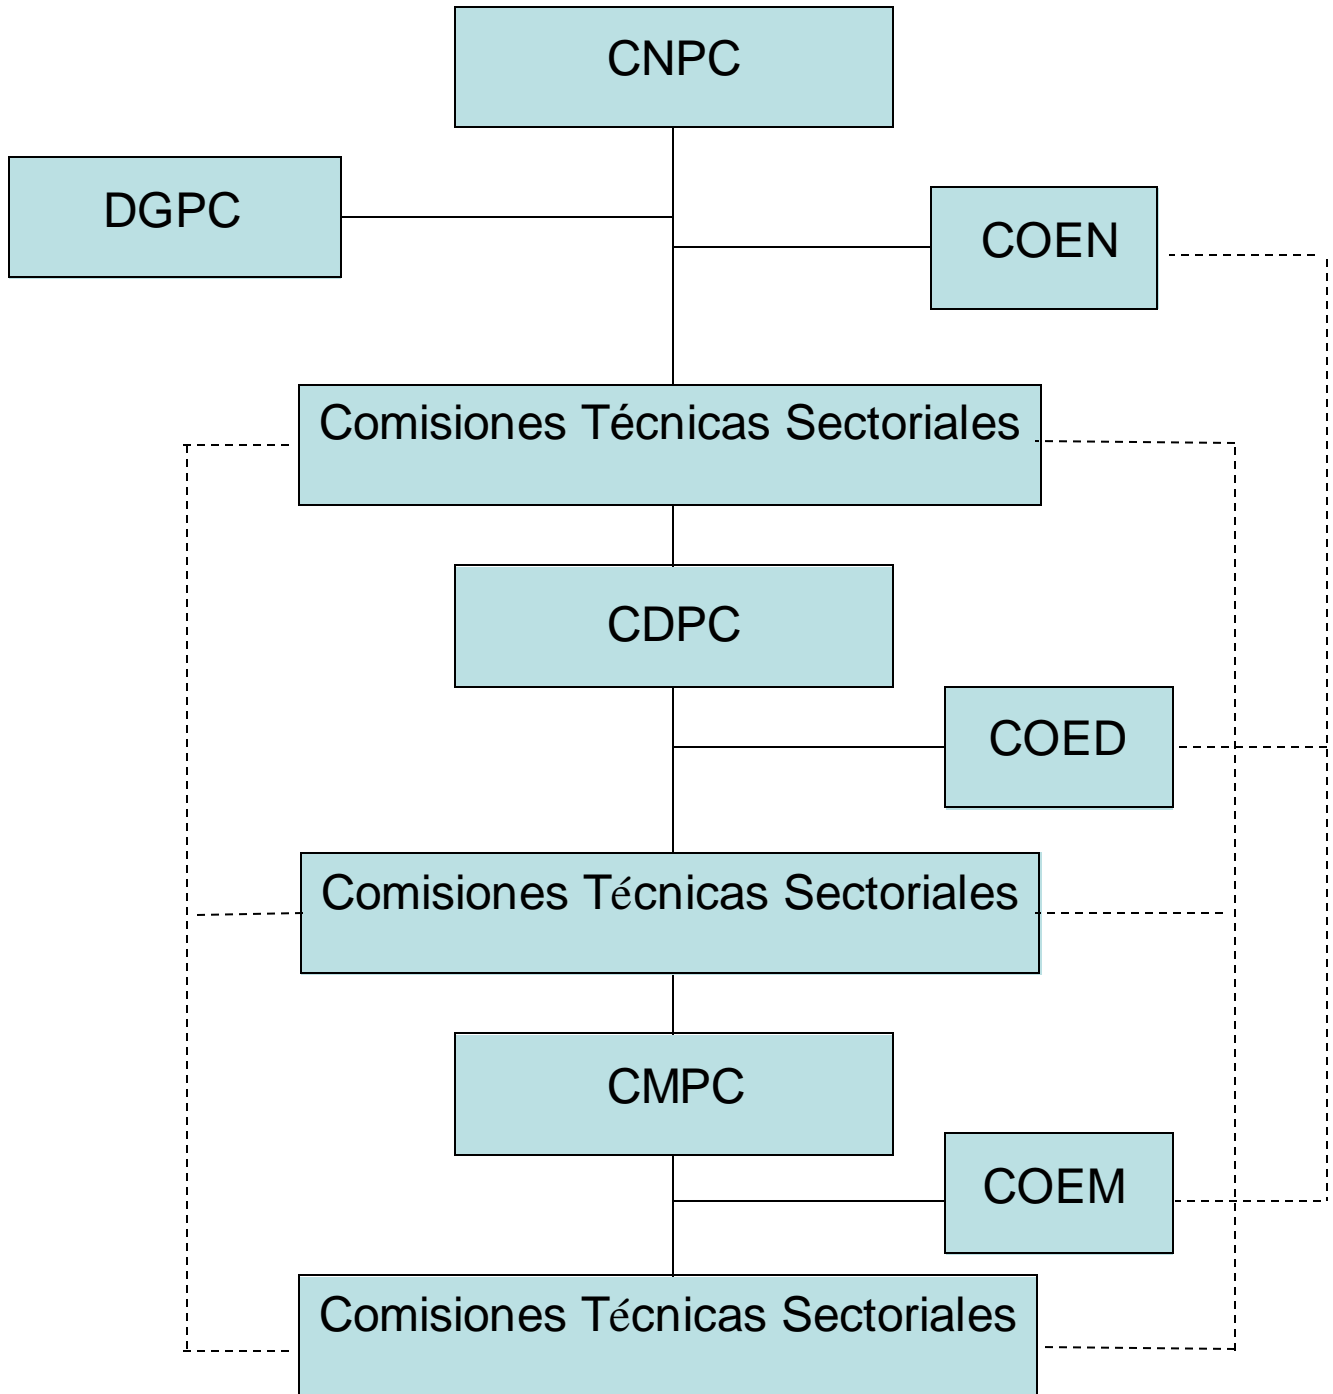 CNPC
DGPC
COEN
Comisiones Técnicas Sectoriales
CDPC
COED
Comisiones Técnicas Sectoriales
CMPC
COEM
Comisiones Técnicas Sectoriales